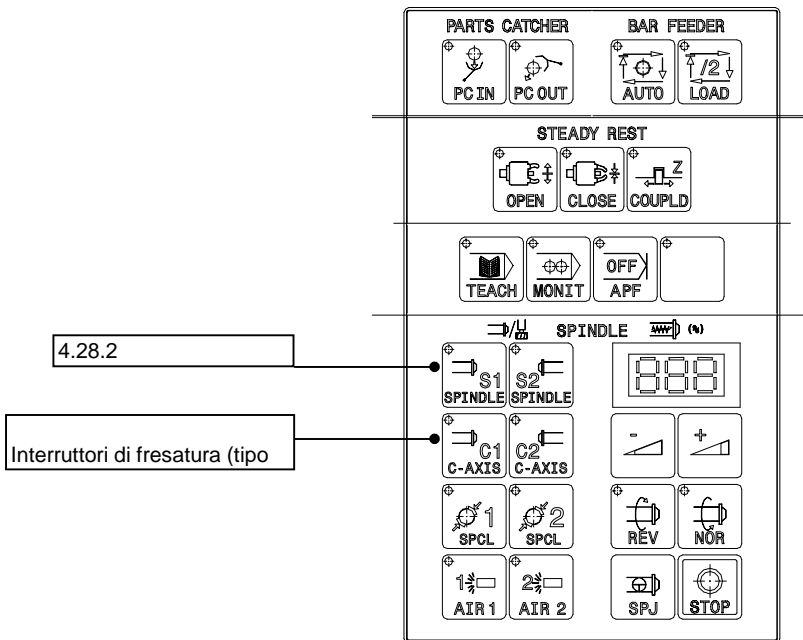 PARTS CATCHER BAR FEEDER
PC IN PC OUT AUTO /2 LOAD
STEADY REST
OPEN CLOSE Z COUPLD
TEACH MONIT OFF APF
SPINDLE (%)
4.28.2
S1 SPINDLE S2 SPINDLE 888
Interruttori di fresatura (tipo
C1 C-AXIS C2 C-AXIS - +
1 SPCL 2 SPCL REV NOR
1 AIR 1 2 AIR 2 SPJ STOP